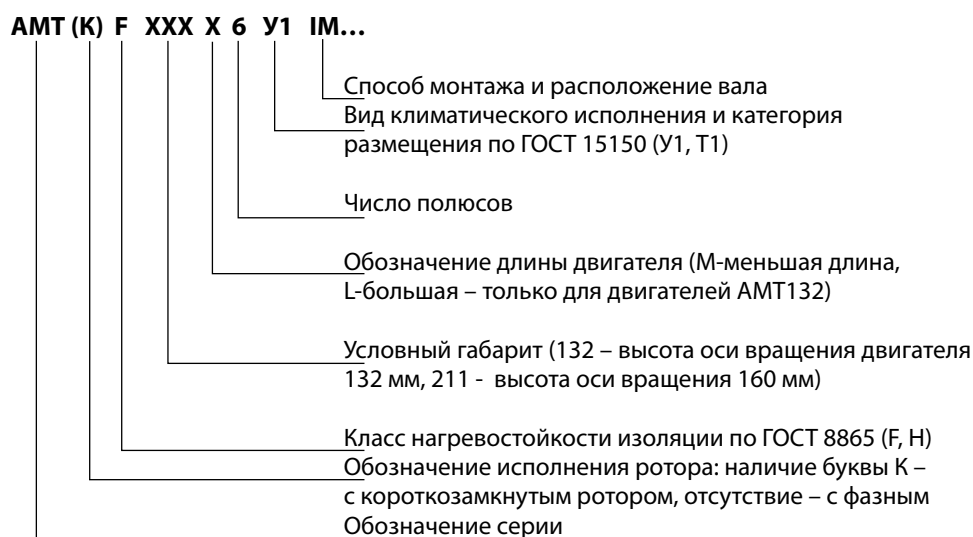 АМТ (К) F XXX X 6 У1 IM...
Способ монтажа и расположение вала
Вид климатического исполнения и категория
размещения по ГОСТ 15150 (У1, Т1)
Число полюсов
Обозначение длины двигателя (М-меньшая длина,
L-большая – только для двигателей АМТ132)
Условный габарит (132 – высота оси вращения двигателя
132 мм, 211 - высота оси вращения 160 мм)
Класс нагревостойкости изоляции по ГОСТ 8865 (F, H)
Обозначение исполнения ротора: наличие буквы К –
с короткозамкнутым ротором, отсутствие – с фазным
Обозначение серии